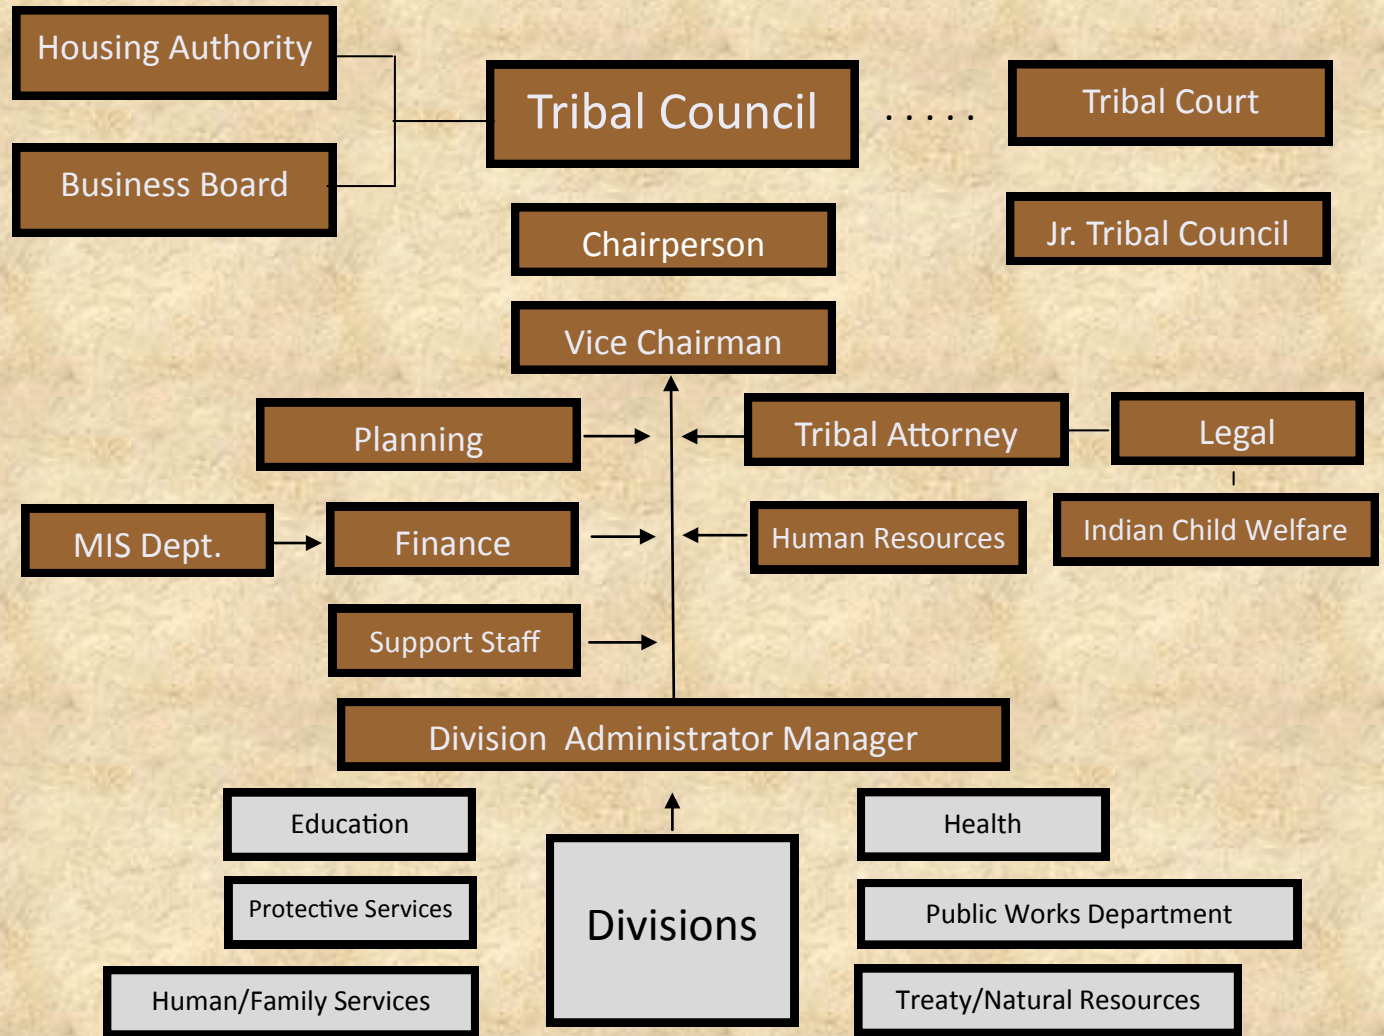 Housing Authority
Tribal Council
. . . . .
Tribal Court
Business Board
Chairperson
Jr. Tribal Council
Vice Chairman
Planning
Tribal Attorney
Legal
MIS Dept.
Finance
Human Resources
Indian Child Welfare
Support Staff
Division  Administrator Manager
Education
Health
Protective Services
Divisions
Public Works Department
Human/Family Services
Treaty/Natural Resources